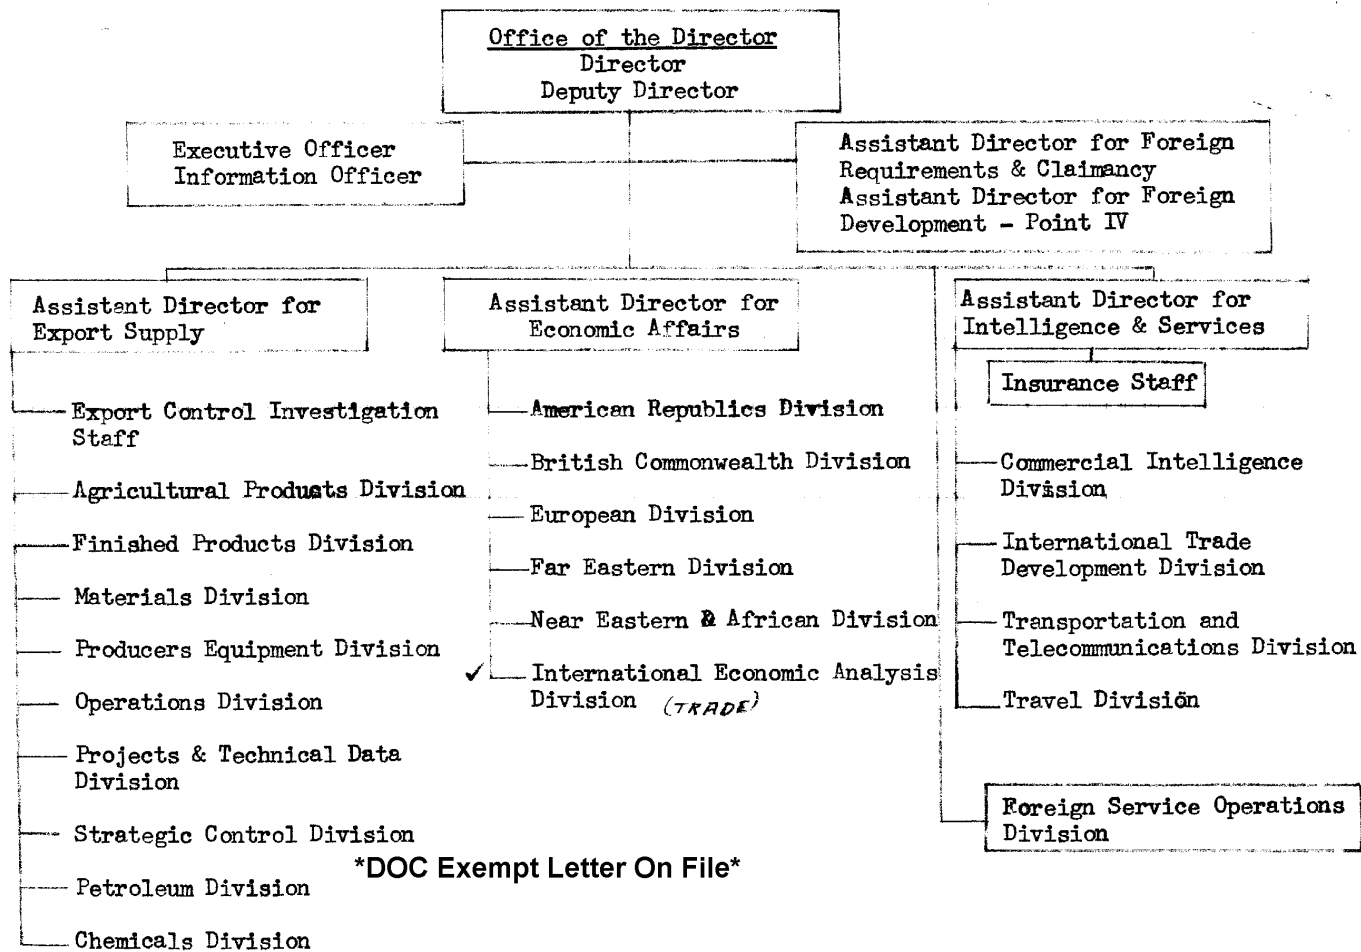 Office of the Director
Director
Deputy Director
Executive Officer
Information Officer
Assistant Director for Foreign
Requirements & Claimancy
Assistant Director for Foreign
Development - Point IV
Assistant Director for
Export Supply
Export Control Investigation
Staff
Agricultural Products Division
Finished Products Division
Materials Division
Producers Equipment Division
Operations Division
Projects & Technical Data
Division
Strategic Control Division
Petroleum Division
Chemicals Division
Assistant Director for
Economic Affairs
American Republics Division
British Commonwealth Division
European Division
Far Eastern Division
Near Eastern & African Division
✓ International Economic Analysis
Division (TRADE)
Assistant Director for
Intelligence & Services
Insurance Staff
Commercial Intelligence
Division
International Trade
Development Division
Transportation and
Telecommunications Division
Travel Division
Foreign Service Operations
Division
*DOC Exempt Letter On File*